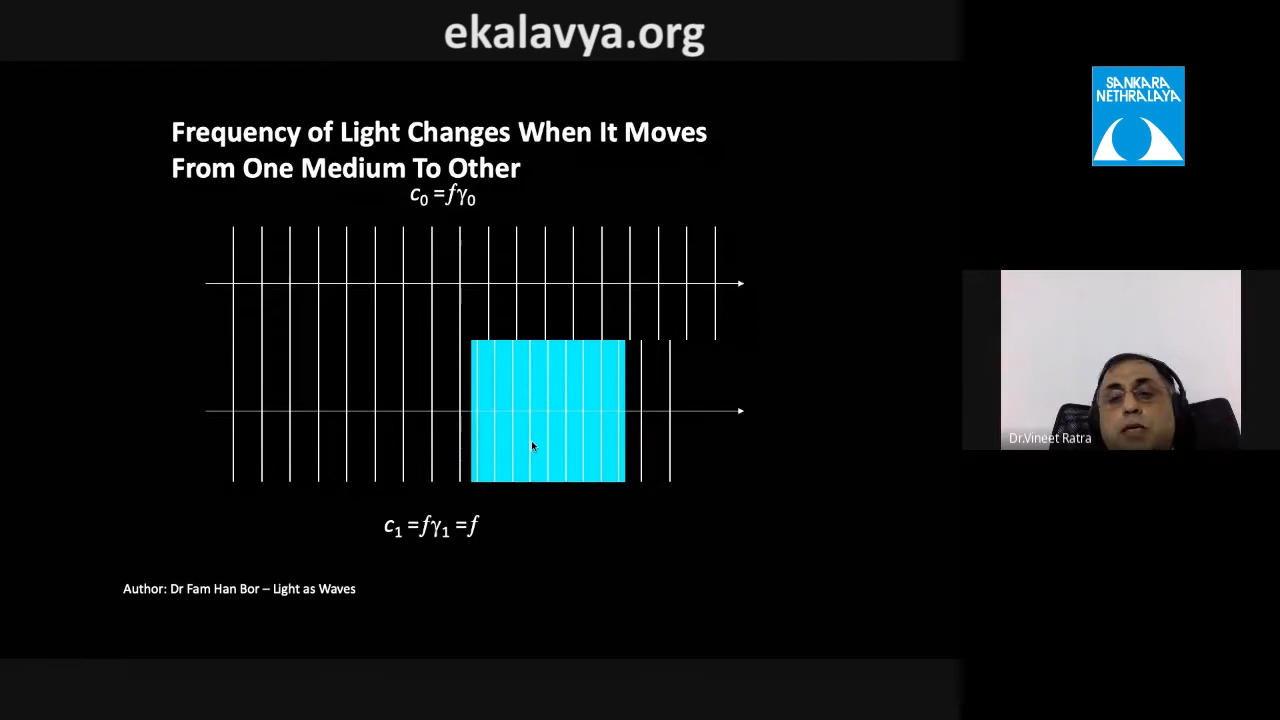 ekalavya.org
SANKARA
NETHRALAYA
Frequency of Light Changes When It Moves
From One Medium To Other
c₀ =fγ₀
c₁ =fγ₁ =f
Dr.Vineet Ratra
Author: Dr Fam Han Bor – Light as Waves